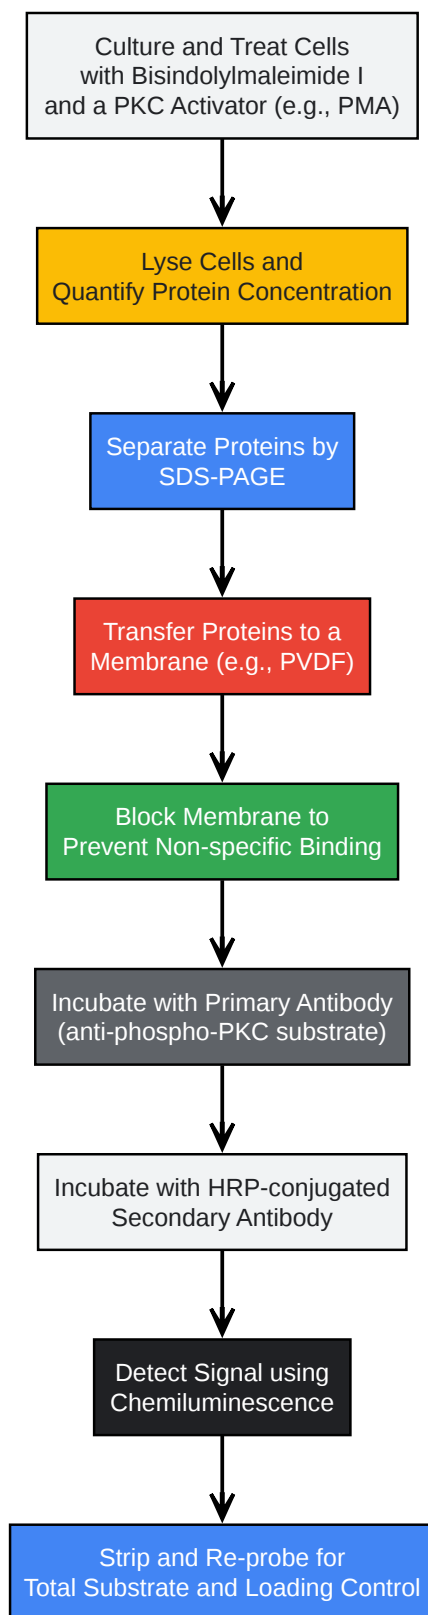 Culture and Treat Cells
with Bisindolylmaleimide I
and a PKC Activator (e.g., PMA)
Lyse Cells and
Quantify Protein Concentration
Separate Proteins by
SDS-PAGE
Transfer Proteins to a
Membrane (e.g., PVDF)
Block Membrane to
Prevent Non-specific Binding
Incubate with Primary Antibody
(anti-phospho-PKC substrate)
Incubate with HRP-conjugated
Secondary Antibody
Detect Signal using
Chemiluminescence
Strip and Re-probe for
Total Substrate and Loading Control